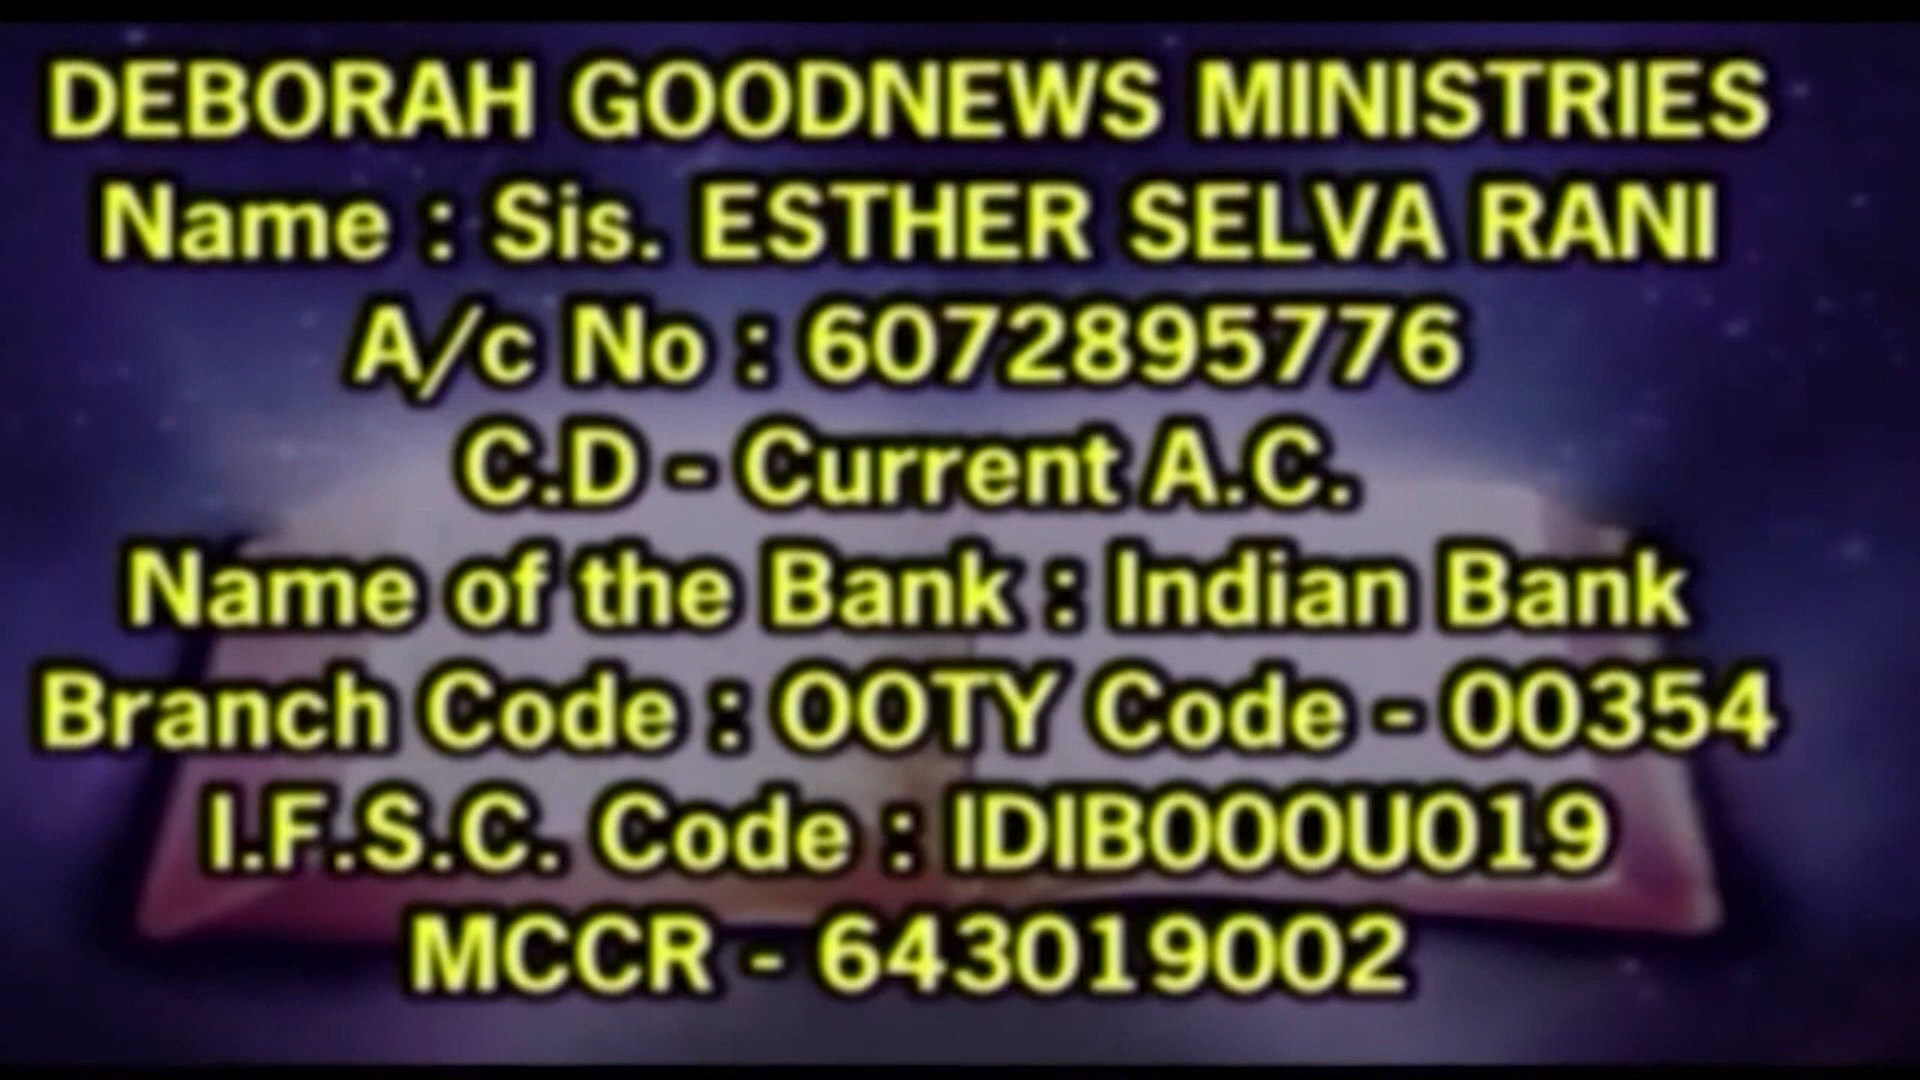 DEBORAH GOODNEWS MINISTRIES
Name : Sis. ESTHER SELVA RANI
A/c No : 6072895776
C.D - Current A.C.
Name of the Bank : Indian Bank
Branch Code : OOTY Code - 00354
I.F.S.C. Code : IDIB000U019
MCCR - 643019002